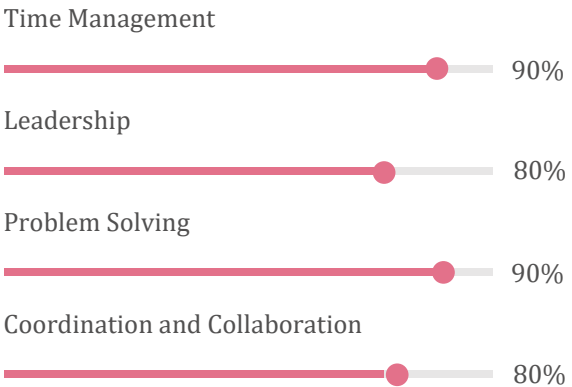 Time Management
90%
Leadership
80%
Problem Solving
90%
Coordination and Collaboration
80%